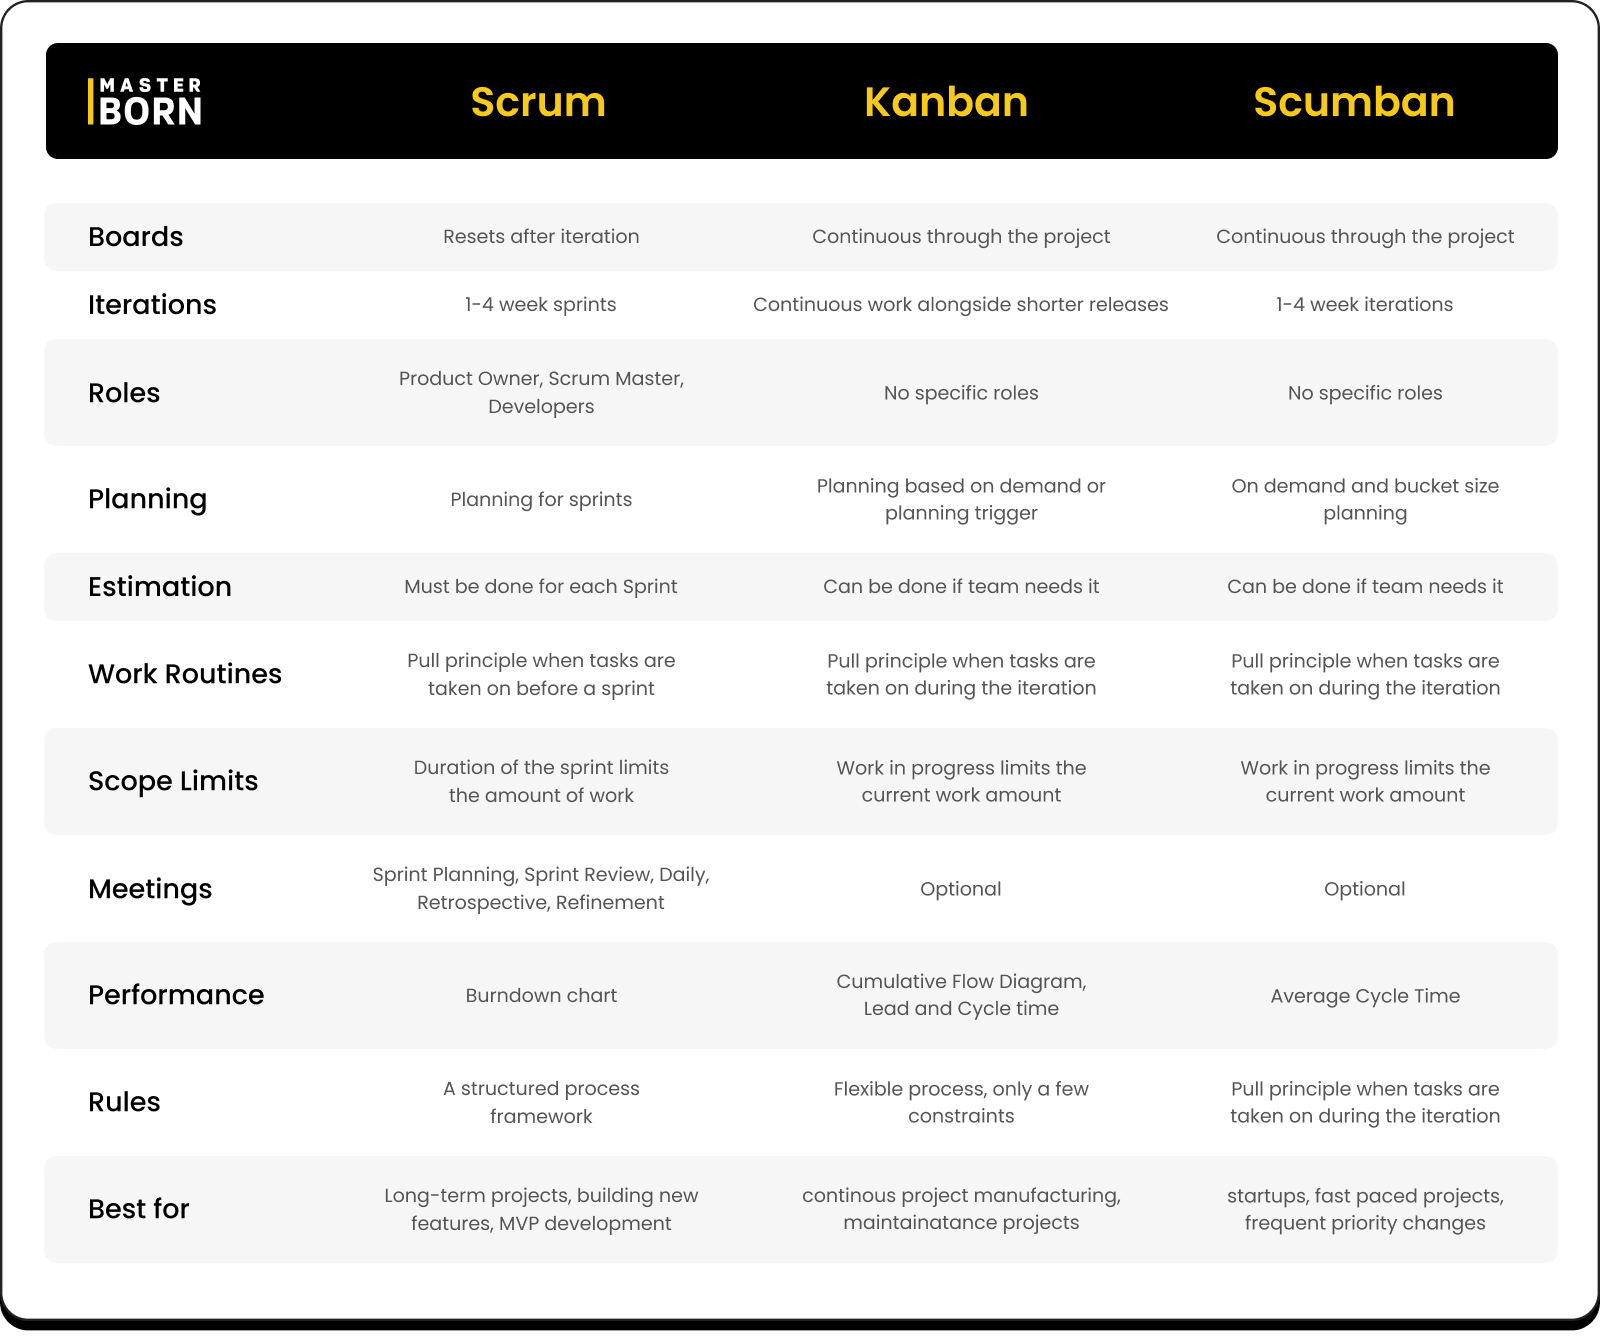 MASTER
BORN
Scrum Kanban Scumban
Boards Resets after iteration Continuous through the project Continuous through the project
Iterations 1-4 week sprints Continuous work alongside shorter releases 1-4 week iterations
Roles
Product Owner, Scrum Master,
Developers
No specific roles
No specific roles
Planning
Planning for sprints
Planning based on demand or
planning trigger
On demand and bucket size
planning
Estimation Must be done for each Sprint Can be done if team needs it Can be done if team needs it
Work Routines
Pull principle when tasks are
taken on before a sprint
Pull principle when tasks are
taken on during the iteration
Pull principle when tasks are
taken on during the iteration
Scope Limits
Duration of the sprint limits
the amount of work
Work in progress limits the
current work amount
Work in progress limits the
current work amount
Meetings
Sprint Planning, Sprint Review, Daily,
Retrospective, Refinement
Optional
Optional
Performance
Burndown chart
Cumulative Flow Diagram,
Lead and Cycle time
Average Cycle Time
Rules
A structured process
framework
Flexible process, only a few
constraints
Pull principle when tasks are
taken on during the iteration
Best for
Long-term projects, building new
features, MVP development
continous project manufacturing,
maintainatance projects
startups, fast paced projects,
frequent priority changes